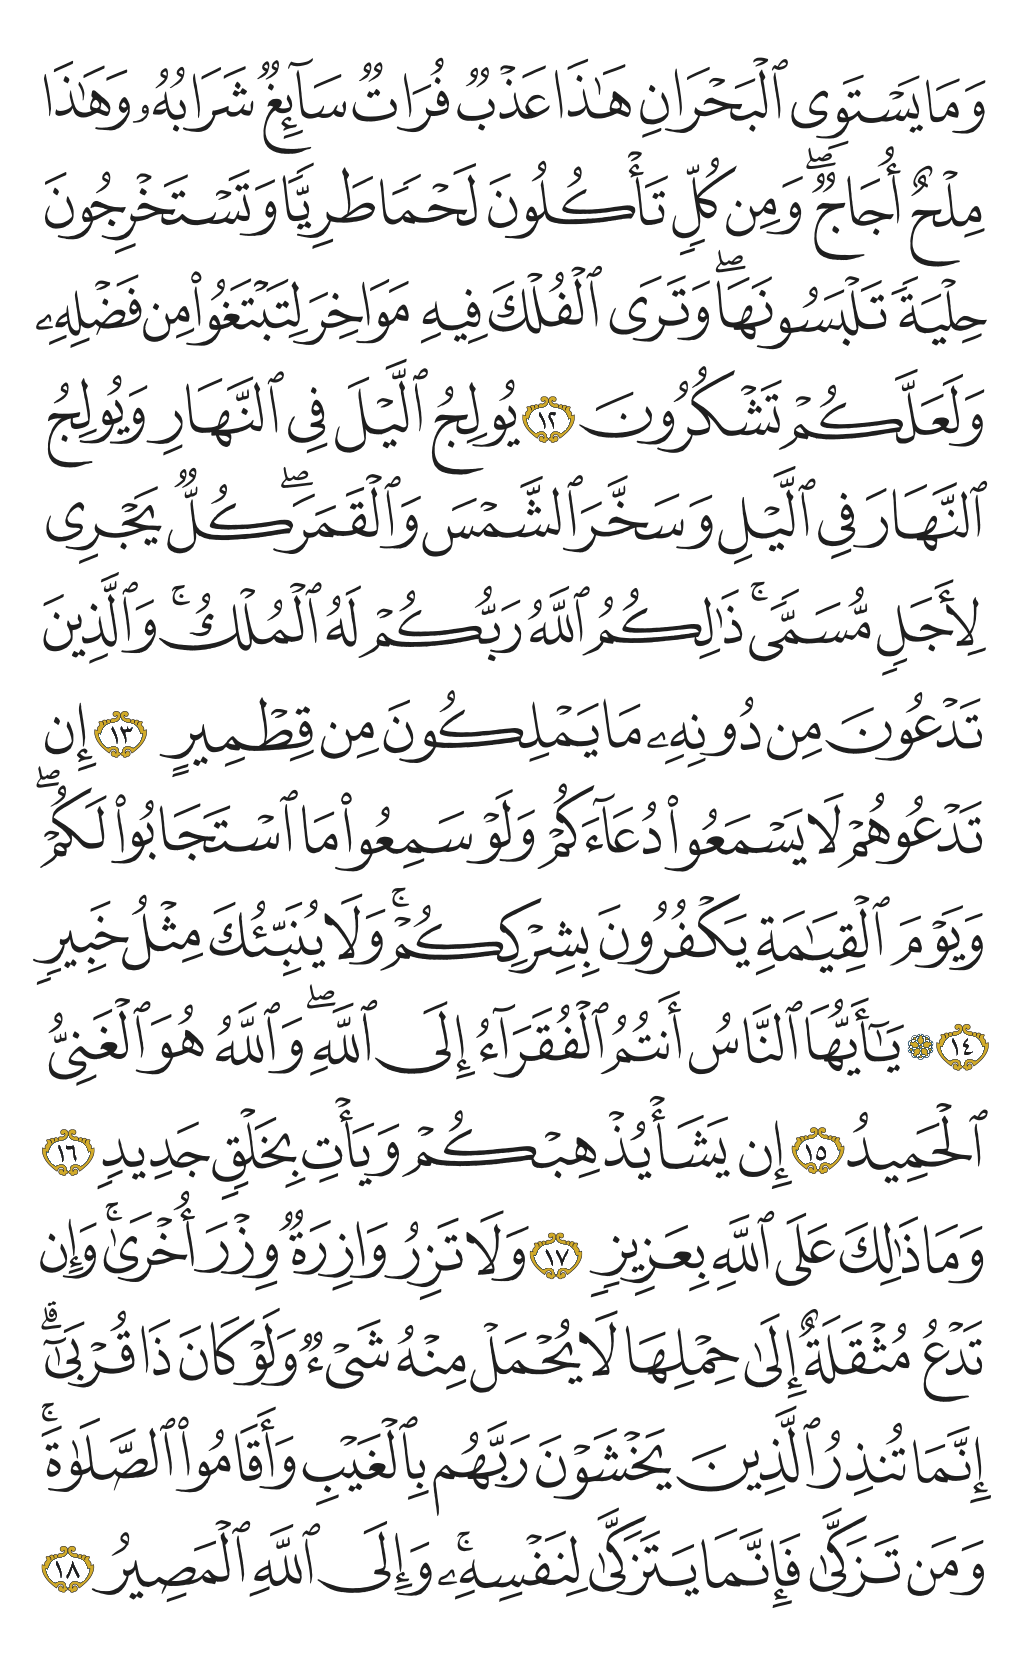 وَمَا يَسْتَوِى ٱلْبَحْرَانِ هَـٰذَا عَذْبٌ فُرَاتٌ سَآئِغٌ شَرَابُهُۥ وَهَـٰذَا
مِلْحٌ أُجَاجٌ ۖ وَمِن كُلٍّ تَأْكُلُونَ لَحْمًا طَرِيًّا وَتَسْتَخْرِجُونَ
حِلْيَةً تَلْبَسُونَهَا ۖ وَتَرَى ٱلْفُلْكَ فِيهِ مَوَاخِرَ لِتَبْتَغُوا۟ مِن فَضْلِهِۦ
وَلَعَلَّكُمْ تَشْكُرُونَ ١٢ يُولِجُ ٱلَّيْلَ فِى ٱلنَّهَارِ وَيُولِجُ
ٱلنَّهَارَ فِى ٱلَّيْلِ وَسَخَّرَ ٱلشَّمْسَ وَٱلْقَمَرَ ۖ كُلٌّ يَجْرِى
لِأَجَلٍ مُّسَمًّى ۚ ذَٰلِكُمُ ٱللَّهُ رَبُّكُمْ لَهُ ٱلْمُلْكُ ۚ وَٱلَّذِينَ
تَدْعُونَ مِن دُونِهِۦ مَا يَمْلِكُونَ مِن قِطْمِيرٍ ١٣ إِن
تَدْعُوهُمْ لَا يَسْمَعُوا۟ دُعَآءَكُمْ وَلَوْ سَمِعُوا۟ مَا ٱسْتَجَابُوا۟ لَكُمْ ۖ
وَيَوْمَ ٱلْقِيَـٰمَةِ يَكْفُرُونَ بِشِرْكِكُمْ ۚ وَلَا يُنَبِّئُكَ مِثْلُ خَبِيرٍ
١٤ ۞ يَـٰٓأَيُّهَا ٱلنَّاسُ أَنتُمُ ٱلْفُقَرَآءُ إِلَى ٱللَّهِ ۖ وَٱللَّهُ هُوَ ٱلْغَنِىُّ
ٱلْحَمِيدُ ١٥ إِن يَشَأْ يُذْهِبْكُمْ وَيَأْتِ بِخَلْقٍ جَدِيدٍ ١٦
وَمَا ذَٰلِكَ عَلَى ٱللَّهِ بِعَزِيزٍ ١٧ وَلَا تَزِرُ وَازِرَةٌ وِزْرَ أُخْرَىٰ ۚ وَإِن
تَدْعُ مُثْقَلَةٌ إِلَىٰ حِمْلِهَا لَا يُحْمَلْ مِنْهُ شَىْءٌ وَلَوْ كَانَ ذَا قُرْبَىٰٓ ۗ
إِنَّمَا تُنذِرُ ٱلَّذِينَ يَخْشَوْنَ رَبَّهُم بِٱلْغَيْبِ وَأَقَامُوا۟ ٱلصَّلَوٰةَ ۚ
وَمَن تَزَكَّىٰ فَإِنَّمَا يَتَزَكَّىٰ لِنَفْسِهِۦ ۚ وَإِلَى ٱللَّهِ ٱلْمَصِيرُ ١٨